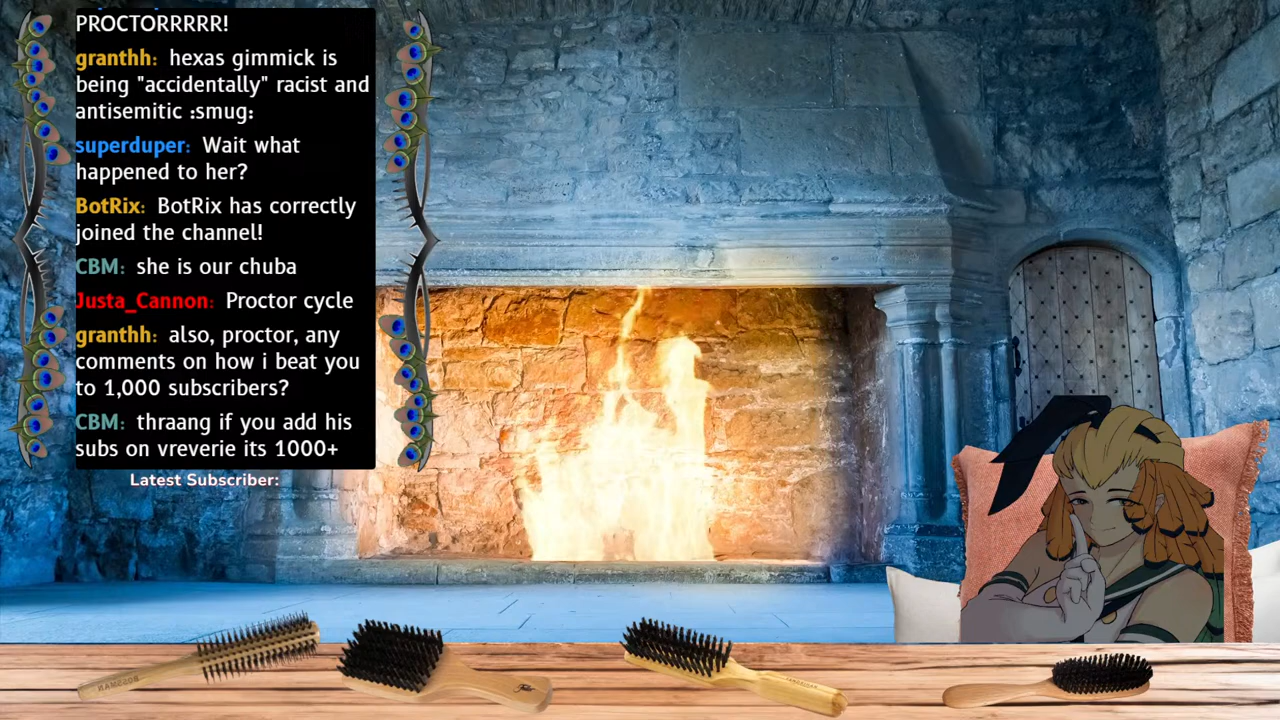 PROCTORRRRR!
granthh: hexas gimmick is
being "accidentally" racist and
antisemitic :smug:
superduper: Wait what
happened to her?
BotRix: BotRix has correctly
joined the channel!
CBM: she is our chuba
Justa_Cannon: Proctor cycle
granthh: also, proctor, any
comments on how i beat you
to 1,000 subscribers?
CBM: thraang if you add his
subs on vreverie its 1000+
Latest Subscriber: